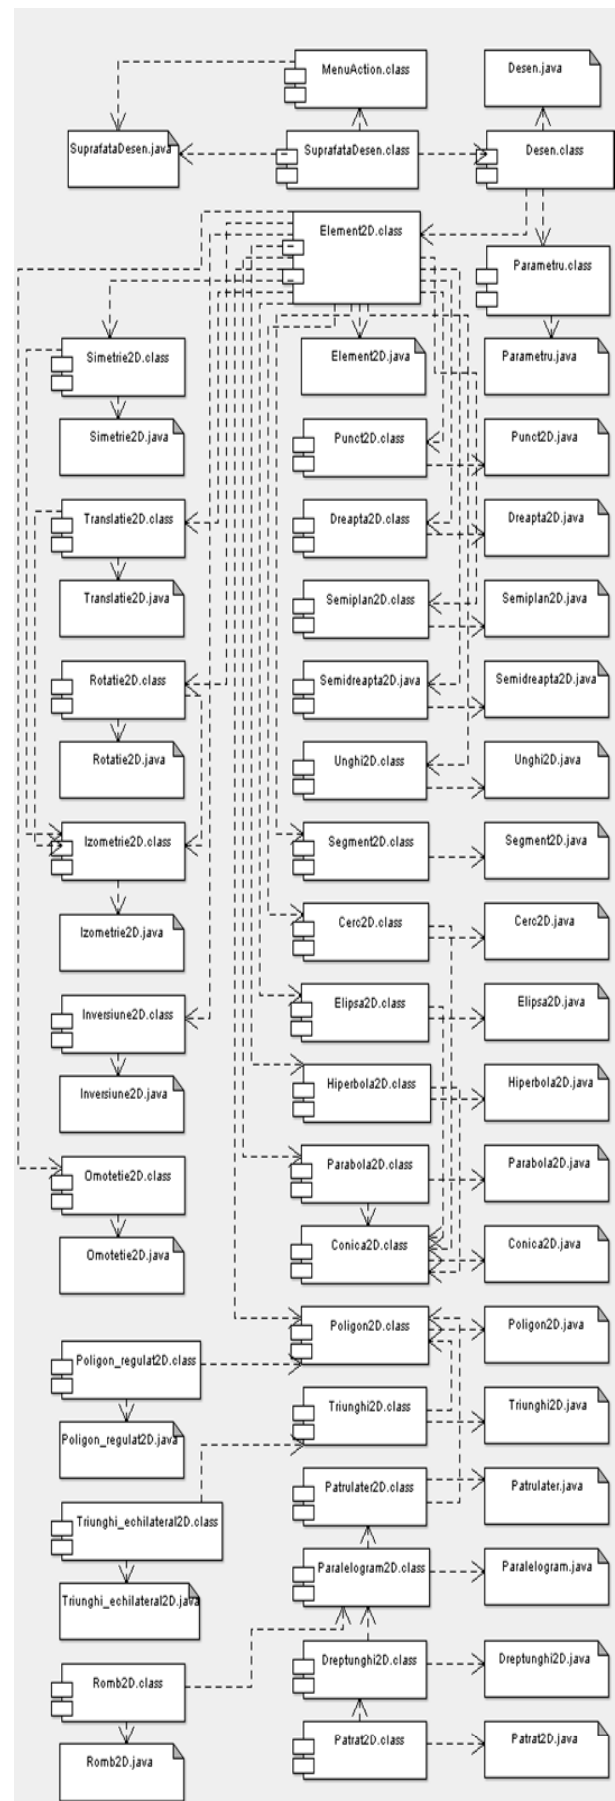 MenuAction.class
Desen.java
SuprafataDesen.java
SuprafataDesen.class
Desen.class
Element2D.class
Parametru.class
Simetrie2D.class
Element2D.java
Parametru.java
Simetrie2D.java
Punct2D.class
Punct2D.java
Translatie2D.class
Dreapta2D.class
Dreapta2D.java
Translatie2D.java
Semiplan2D.class
Semiplan2D.java
Rotatie2D.class
Semidreapta2D.java
Semidreapta2D.java
Rotatie2D.java
Unghi2D.class
Unghi2D.java
Izometrie2D.class
Segment2D.class
Segment2D.java
Izometrie2D.java
Cerc2D.class
Cerc2D.java
Inversiune2D.class
Elipsa2D.class
Elipsa2D.java
Inversiune2D.java
Hiperbola2D.class
Hiperbola2D.java
Omotetie2D.class
Parabola2D.class
Parabola2D.java
Omotetie2D.java
Conica2D.class
Conica2D.java
Poligon2D.class
Poligon2D.java
Poligon_regulat2D.class
Triunghi2D.class
Triunghi2D.java
Poligon_regulat2D.java
Patrulater2D.class
Patrulater.java
Triunghi_echilateral2D.class
Paralelogram2D.class
Paralelogram.java
Triunghi_echilateral2D.java
Dreptunghi2D.class
Dreptunghi2D.java
Romb2D.class
Patrat2D.class
Patrat2D.java
Romb2D.java